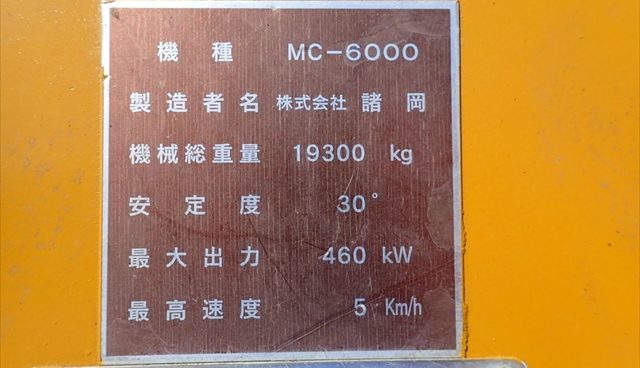 機種 MC-6000
製造者名 株式会社 諸岡
機械総重量 19300 kg
安定度 30°
最大出力 460 kW
最高速度 5 Km/h